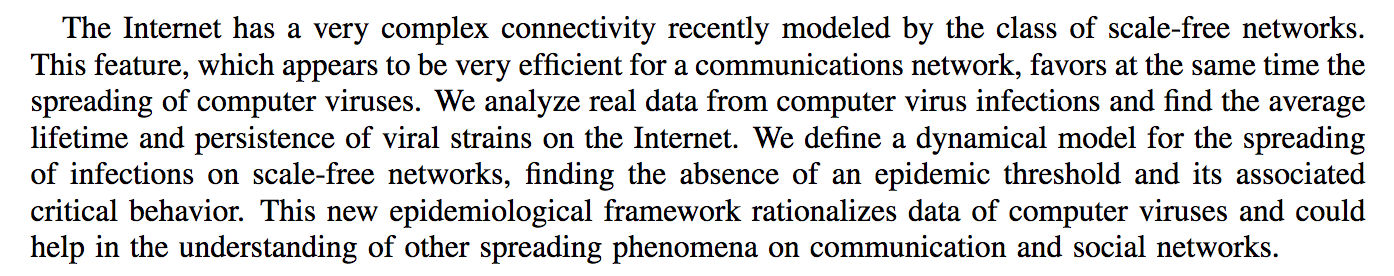 The Internet has a very complex connectivity recently modeled by the class of scale-free networks.
This feature, which appears to be very efficient for a communications network, favors at the same time the
spreading of computer viruses. We analyze real data from computer virus infections and find the average
lifetime and persistence of viral strains on the Internet. We define a dynamical model for the spreading
of infections on scale-free networks, finding the absence of an epidemic threshold and its associated
critical behavior. This new epidemiological framework rationalizes data of computer viruses and could
help in the understanding of other spreading phenomena on communication and social networks.